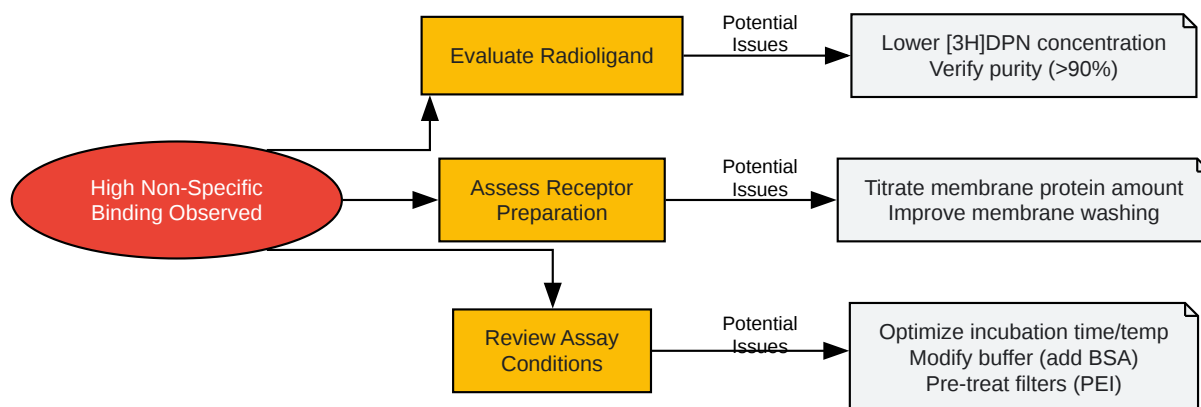 High Non-Specific
Binding Observed
Evaluate Radioligand
Potential
Issues
Lower [3H]DPN concentration
Verify purity (>90%)
Assess Receptor
Preparation
Potential
Issues
Titrate membrane protein amount
Improve membrane washing
Review Assay
Conditions
Potential
Issues
Optimize incubation time/temp
Modify buffer (add BSA)
Pre-treat filters (PEI)